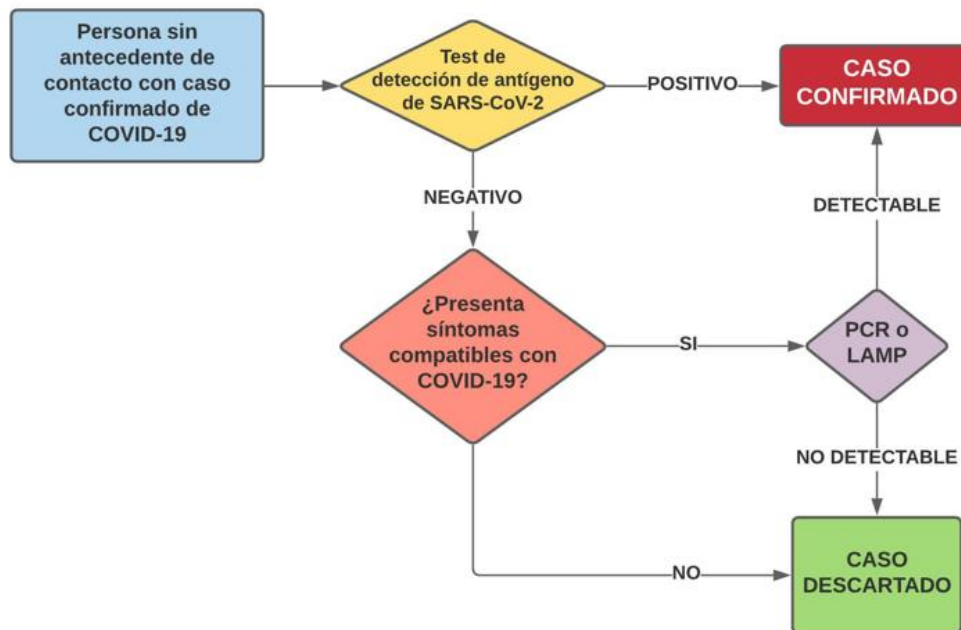 Persona sin
antecedente de
contacto con caso
confirmado de
COVID-19
Test de
detección de antígeno
de SARS-CoV-2
POSITIVO
CASO
CONFIRMADO
NEGATIVO
DETECTABLE
¿Presenta
síntomas
compatibles con
COVID-19?
SI
PCR o
LAMP
NO DETECTABLE
NO
CASO
DESCARTADO